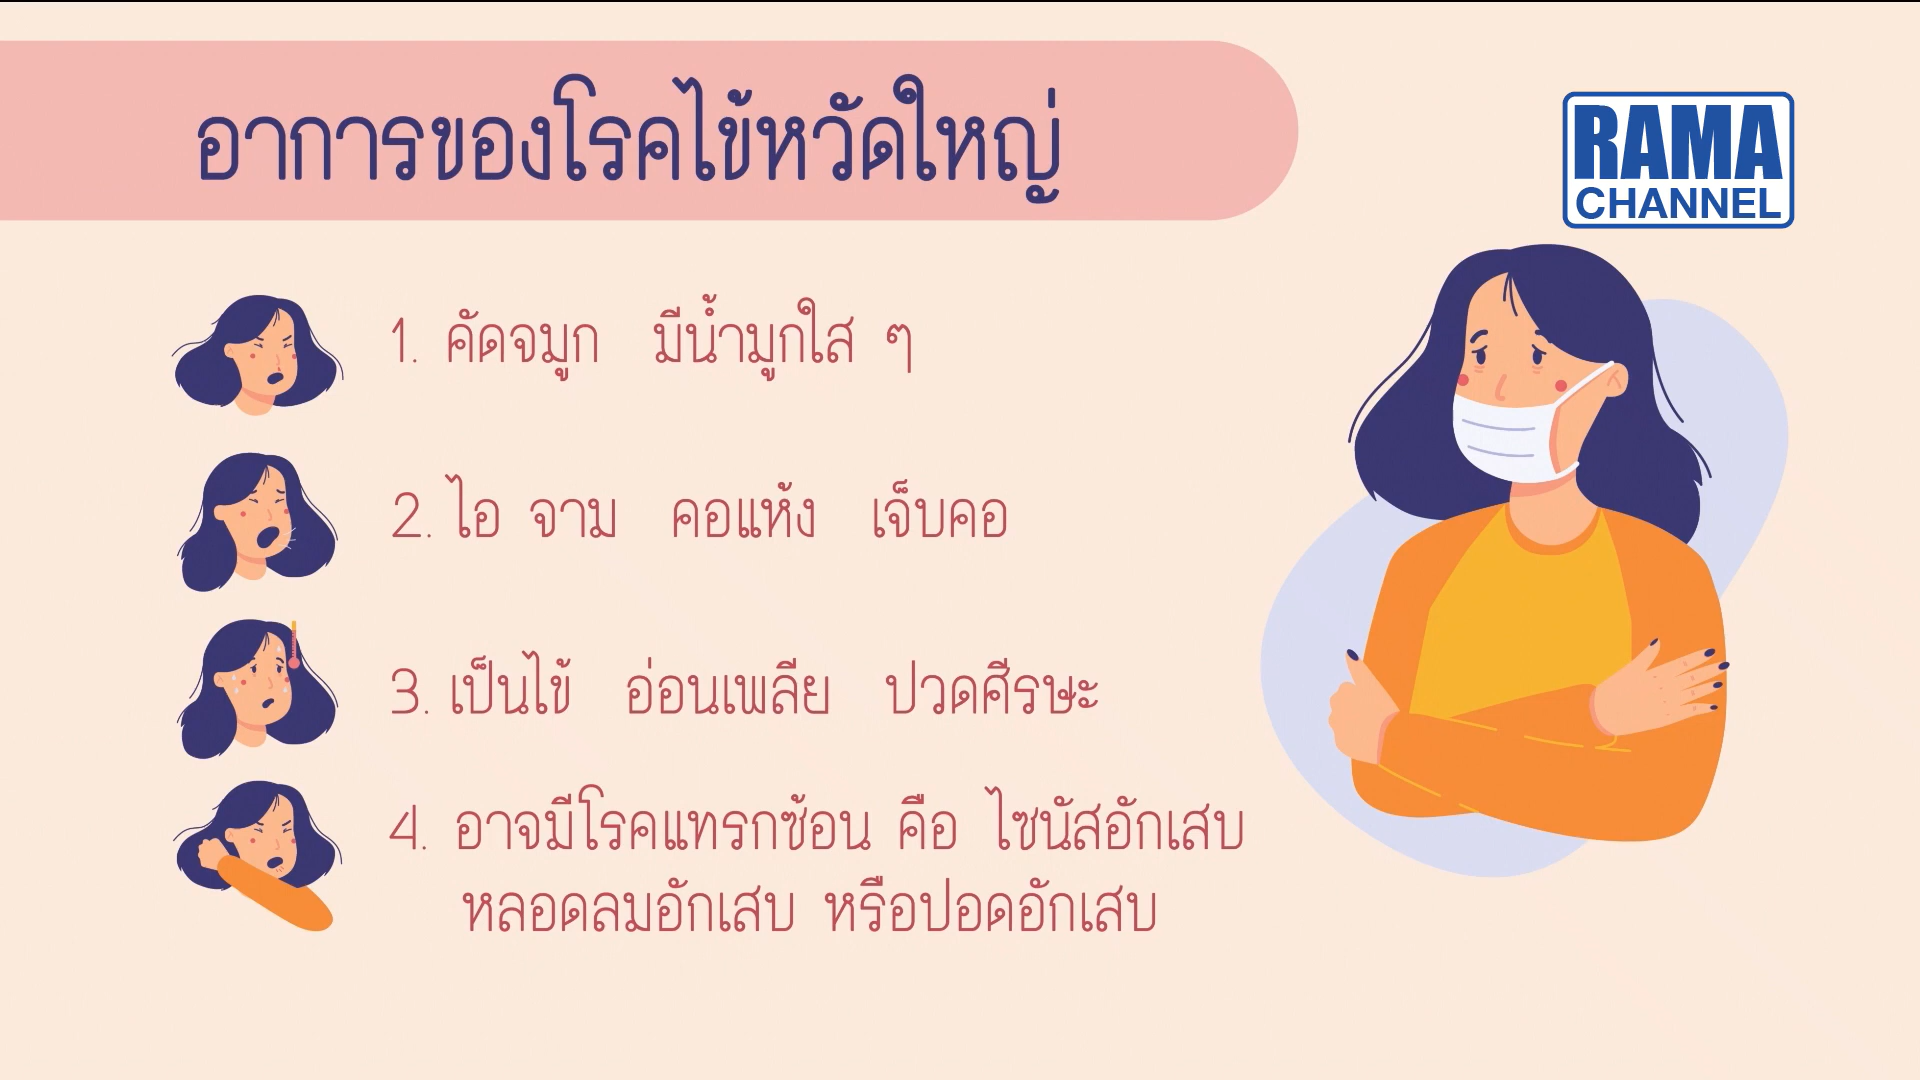 อาการของโรคไข้หวัดใหญ่
RAMA
CHANNEL
1. คัดจมูก มีน้ำมูกใส ๆ
2. ไอ จาม คอแห้ง เจ็บคอ
3. เป็นไข้ อ่อนเพลีย ปวดศีรษะ
4. อาจมีโรคแทรกซ้อน คือ ไซนัสอักเสบ
หลอดลมอักเสบ หรือปอดอักเสบ